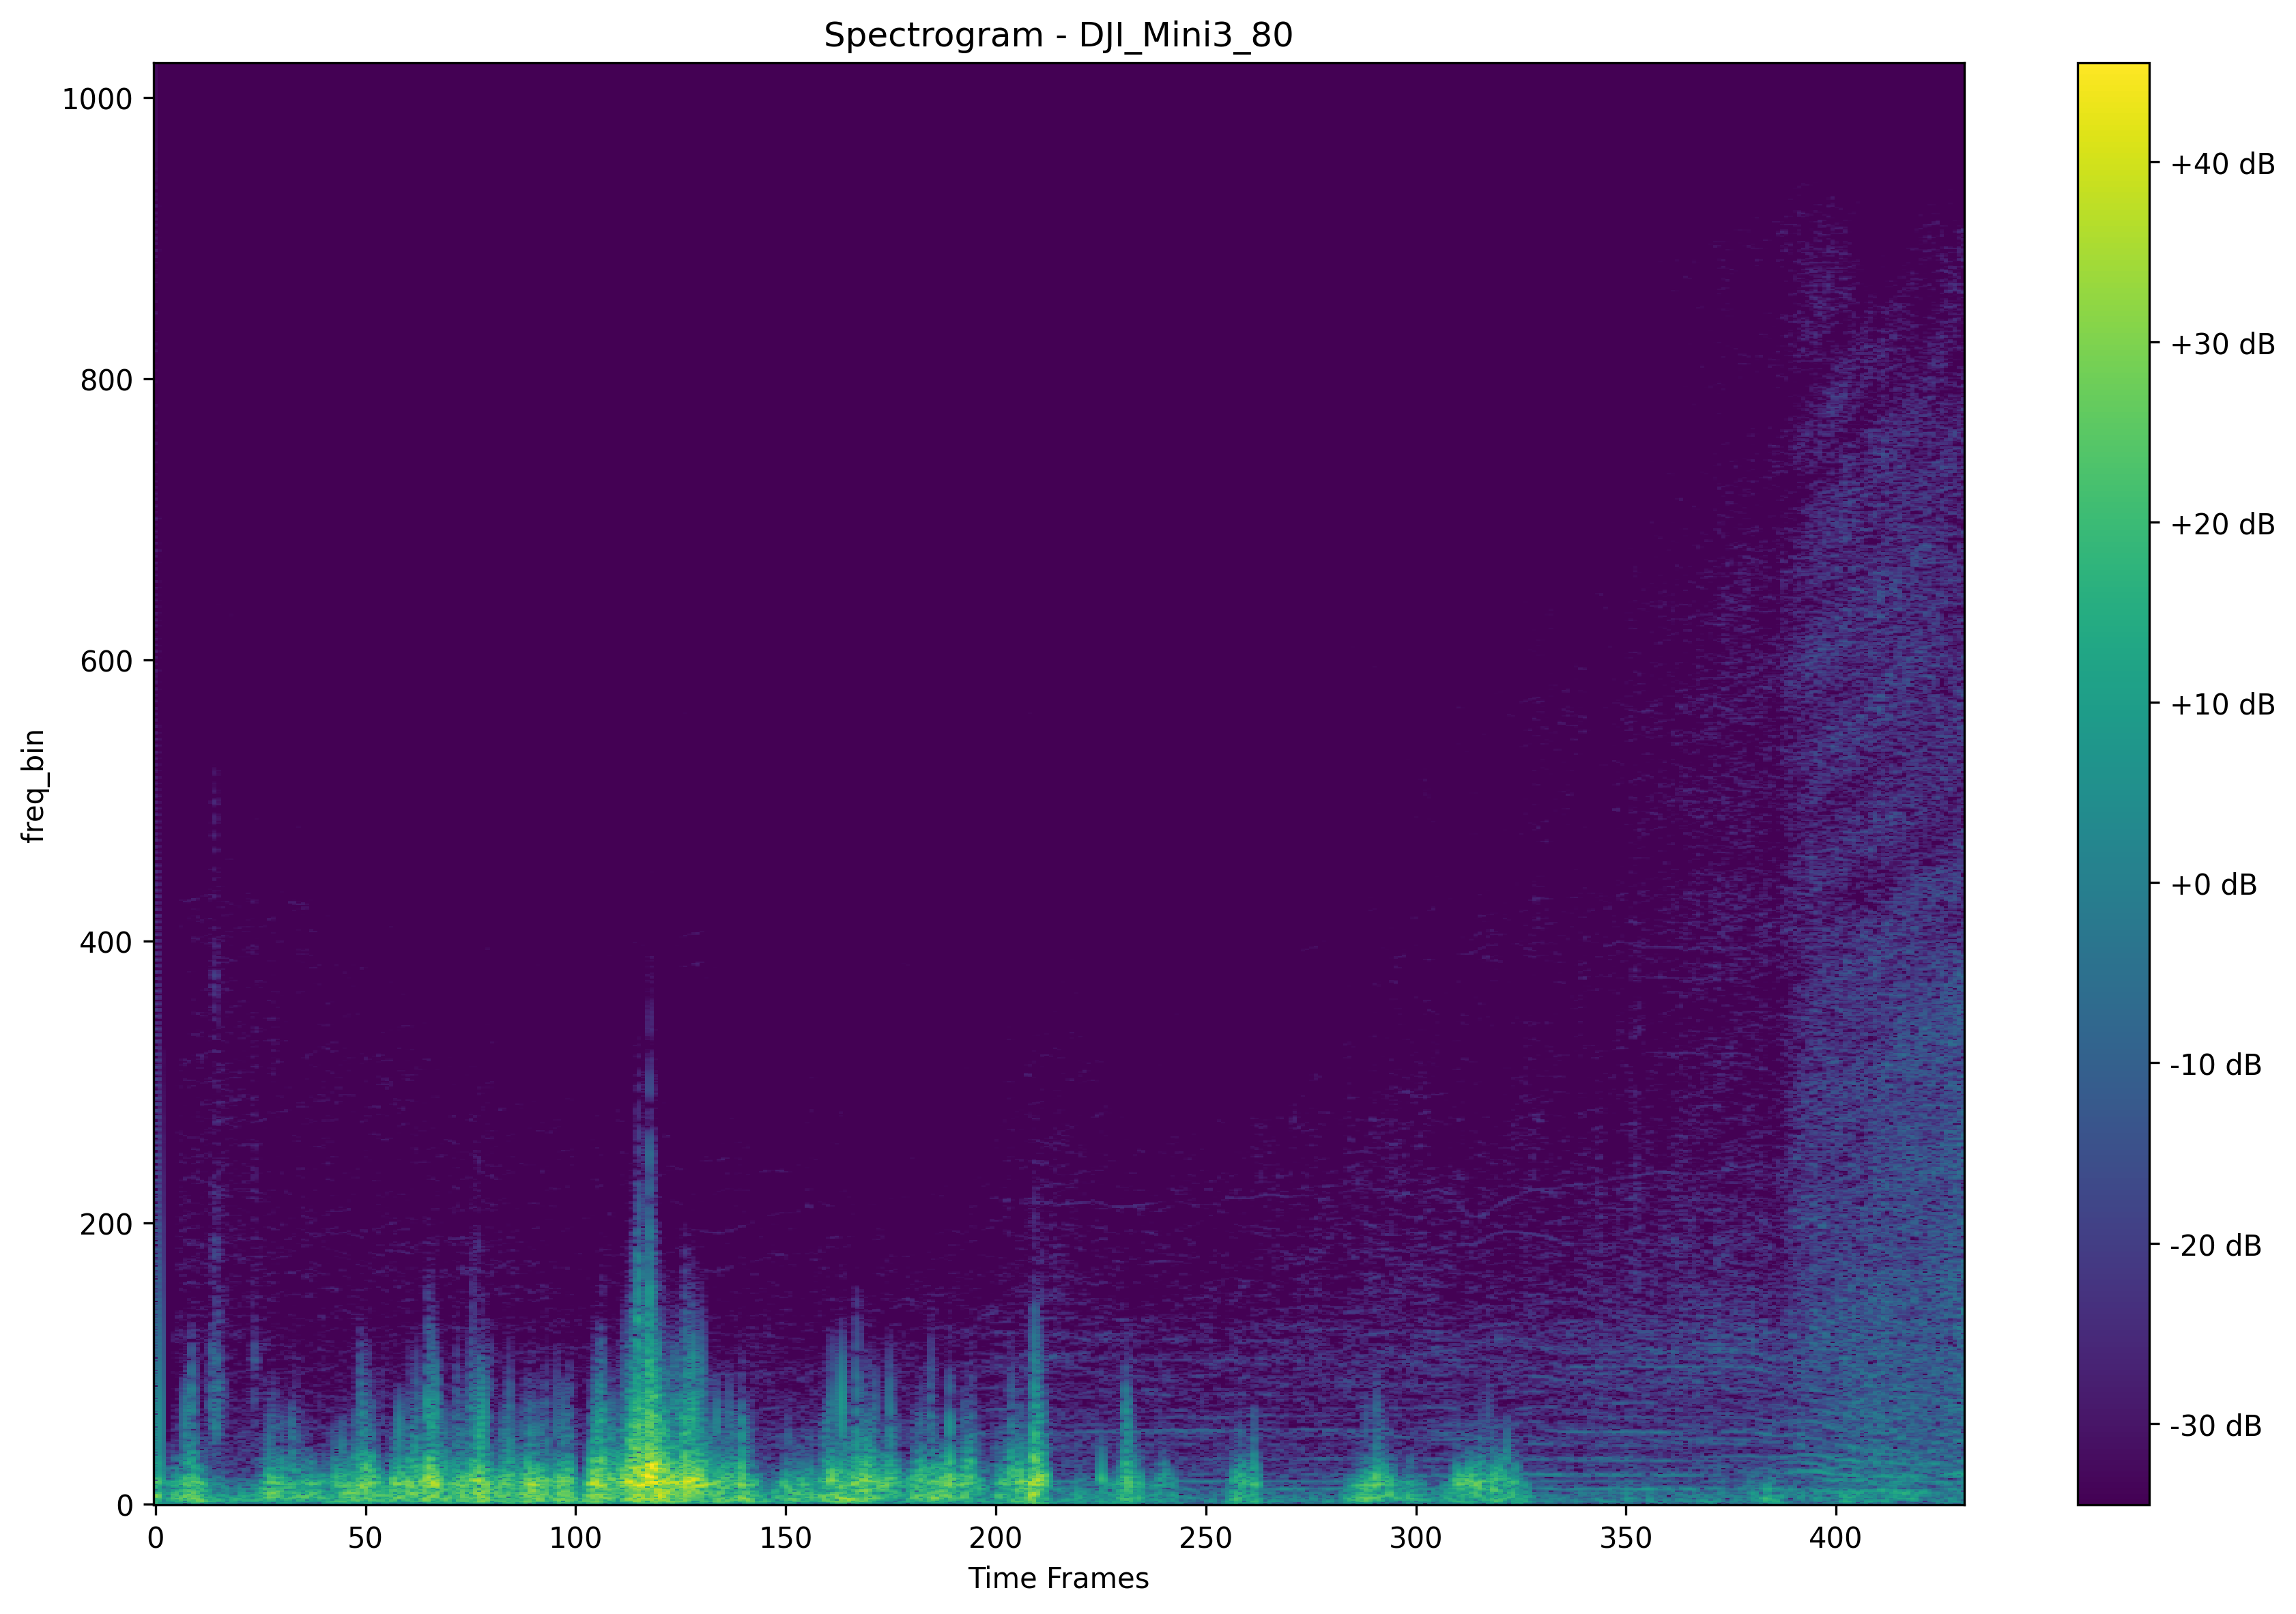 Spectrogram - DJI_Mini3_80
1000
800
600
400
200
0
freq_bin
0 50 100 150 200 250 300 350 400
Time Frames
+40 dB
+30 dB
+20 dB
+10 dB
+0 dB
-10 dB
-20 dB
-30 dB